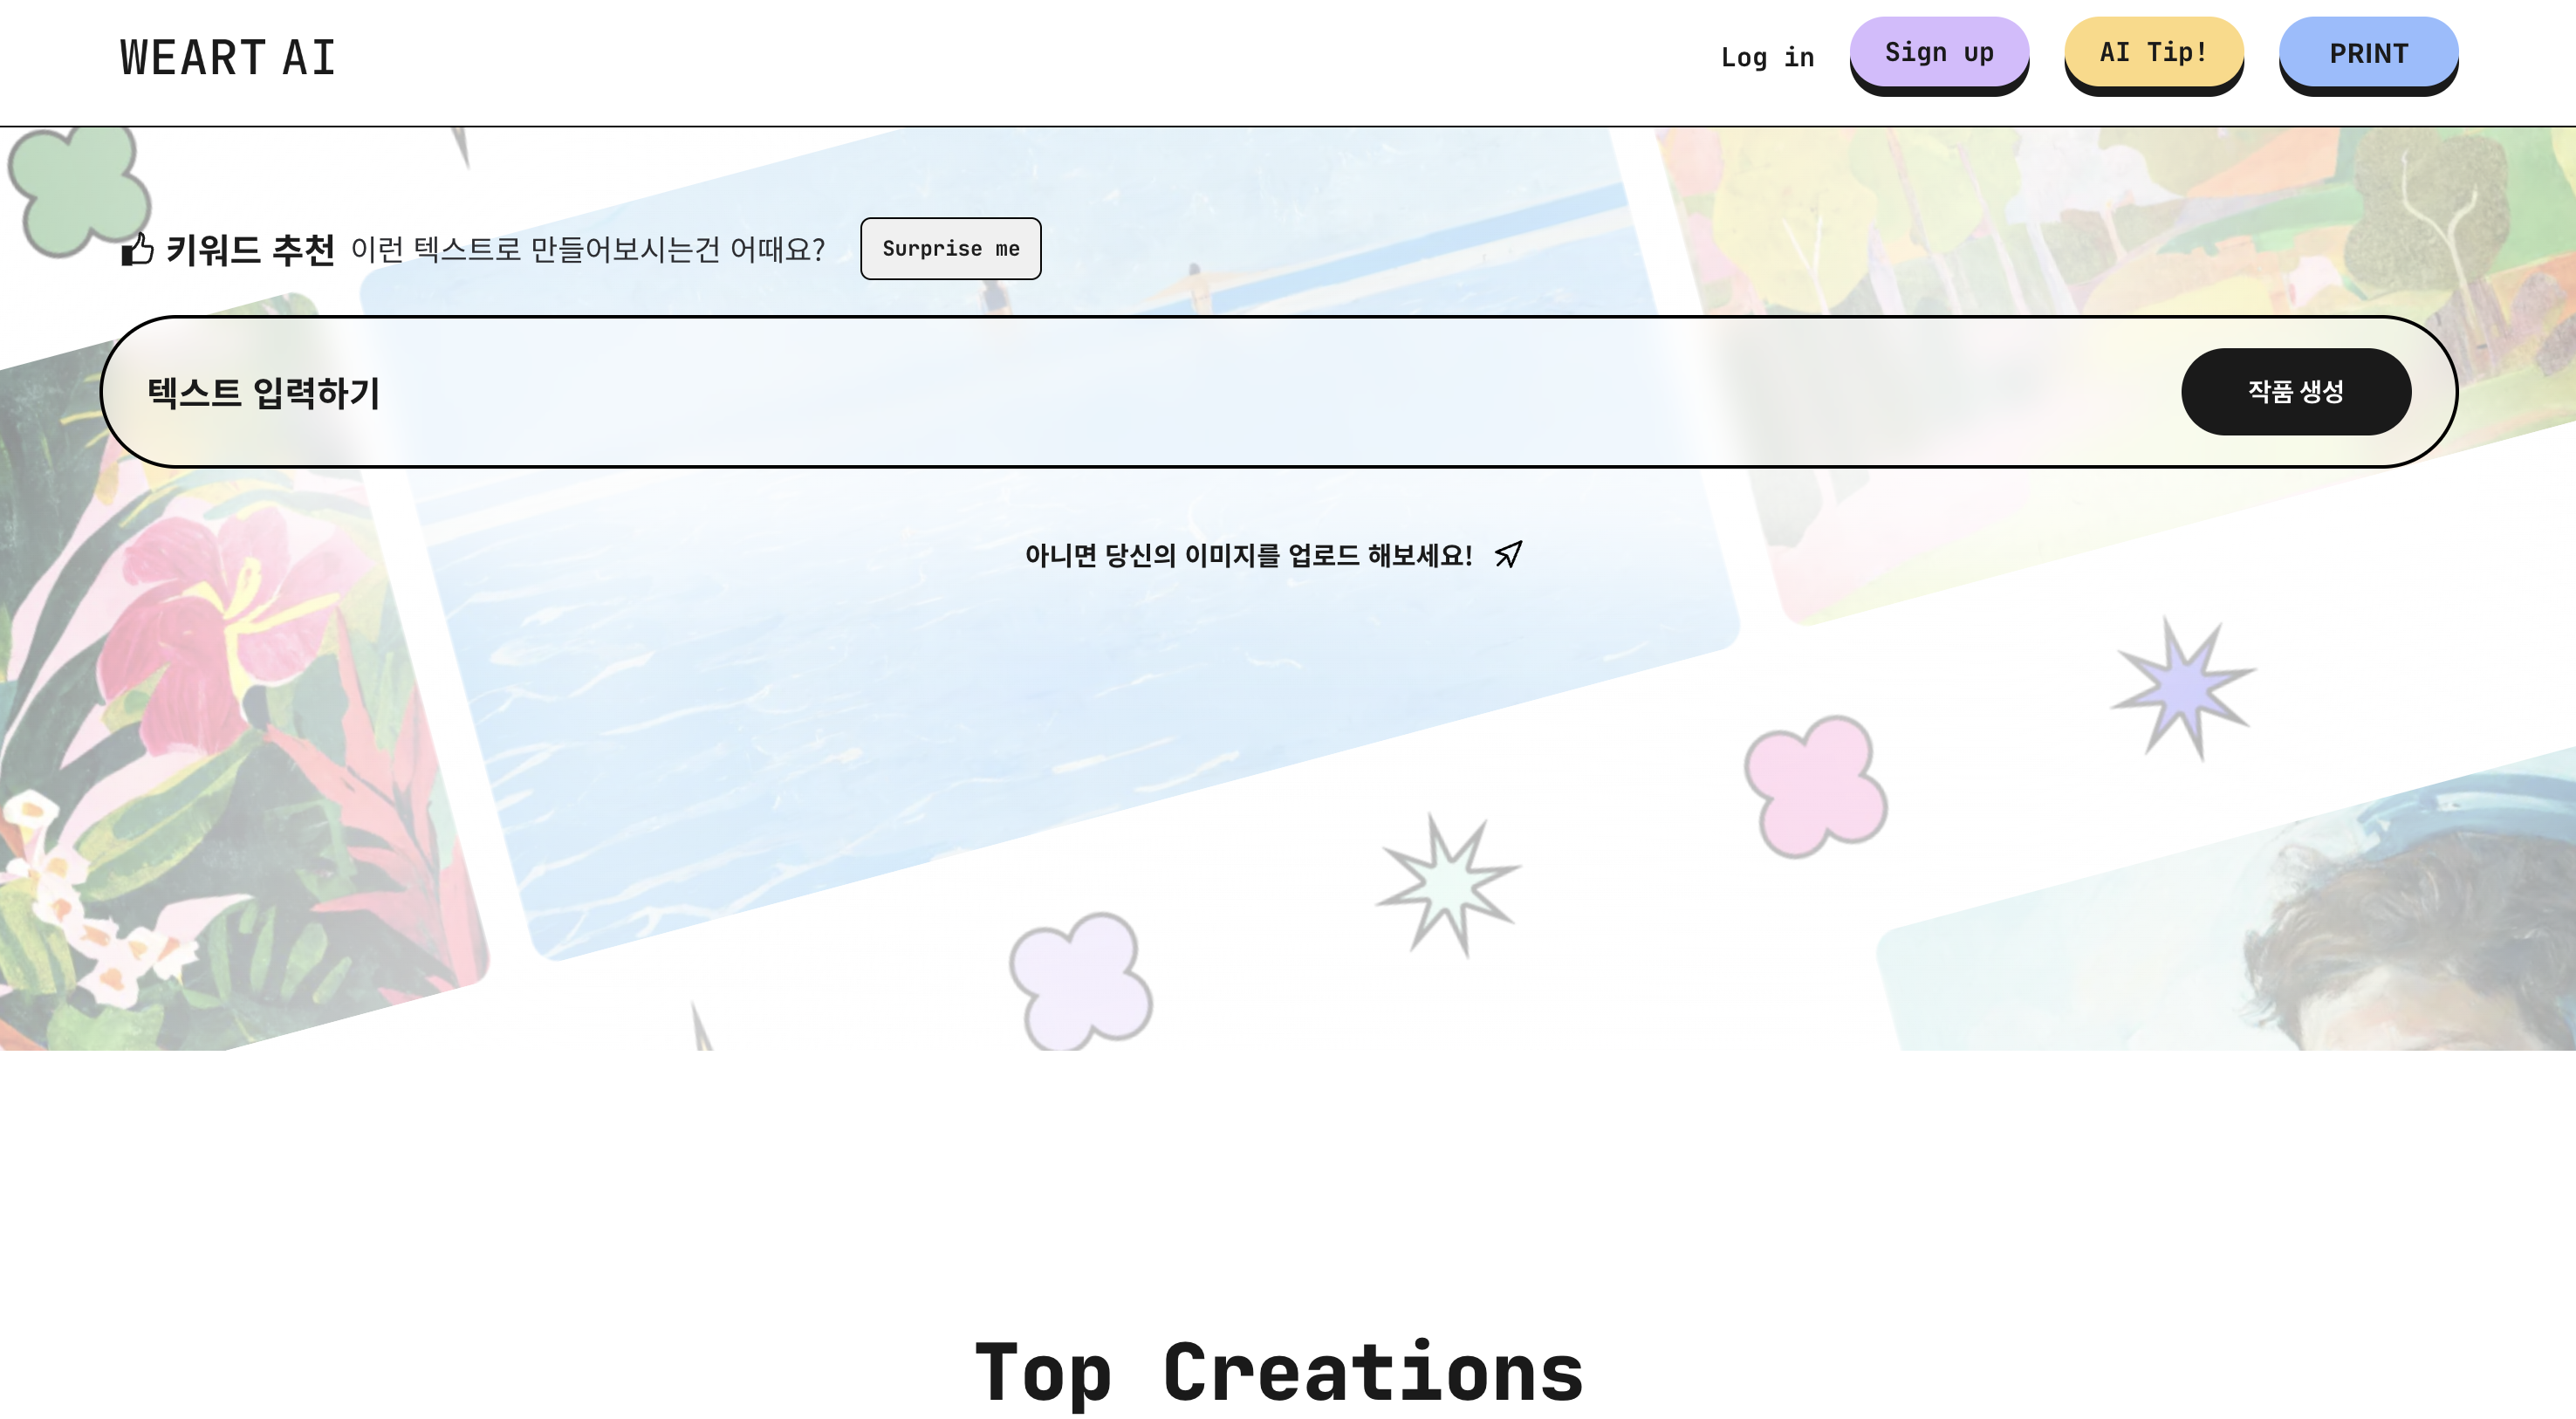 WEART AI
Log in
Sign up
AI Tip!
PRINT
키워드 추천 이런 텍스트로 만들어보시는건 어때요?
Surprise me
텍스트 입력하기
작품 생성
아니면 당신의 이미지를 업로드 해보세요!
Top Creations